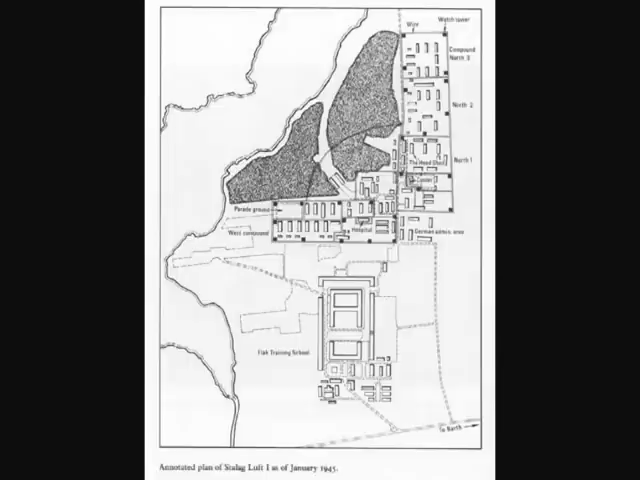 Watch tower
Wire
Compound
North 3
North 2
North 1
The Head Shed
Cooler
Parade ground
West compound
Hospital
German admin. area
Flak Training School
To Barth
Annotated plan of Stalag Luft I as of January 1945.